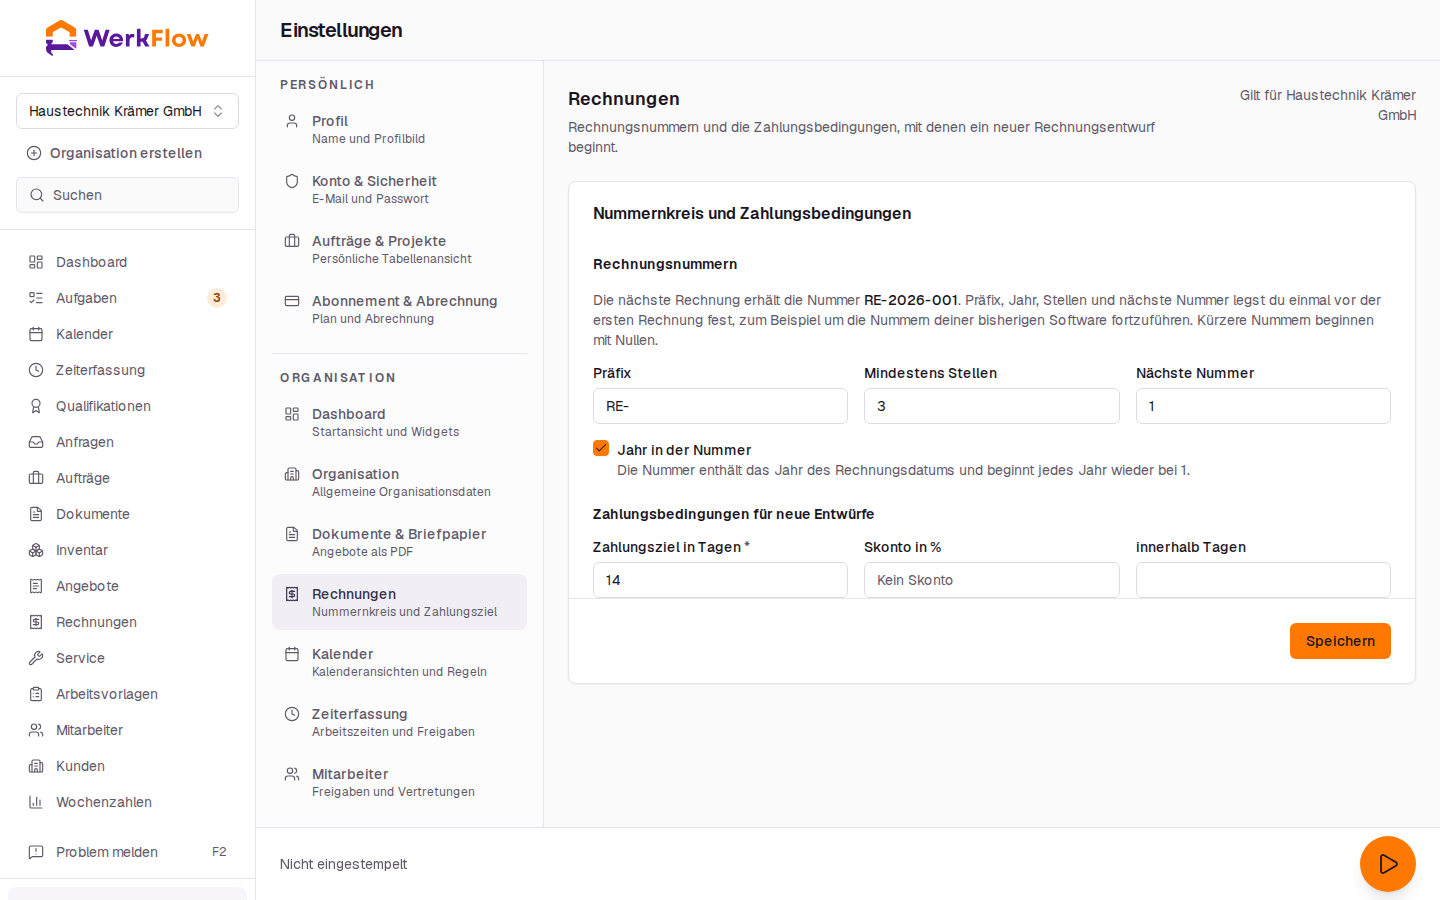 WerkFlow
Haustechnik Krämer GmbH
Organisation erstellen
Suchen
Dashboard
Aufgaben 3
Kalender
Zeiterfassung
Qualifikationen
Anfragen
Aufträge
Dokumente
Inventar
Angebote
Rechnungen
Service
Arbeitsvorlagen
Mitarbeiter
Kunden
Wochenzahlen
Problem melden F2
Einstellungen
PERSÖNLICH
Profil
Name und Profilbild
Konto & Sicherheit
E-Mail und Passwort
Aufträge & Projekte
Persönliche Tabellenansicht
Abonnement & Abrechnung
Plan und Abrechnung
ORGANISATION
Dashboard
Startansicht und Widgets
Organisation
Allgemeine Organisationsdaten
Dokumente & Briefpapier
Angebote als PDF
Rechnungen
Nummernkreis und Zahlungsziel
Kalender
Kalenderansichten und Regeln
Zeiterfassung
Arbeitszeiten und Freigaben
Mitarbeiter
Freigaben und Vertretungen
Rechnungen
Rechnungsnummern und die Zahlungsbedingungen, mit denen ein neuer Rechnungsentwurf
beginnt.
Gilt für Haustechnik Krämer
GmbH
Nummernkreis und Zahlungsbedingungen
Rechnungsnummern
Die nächste Rechnung erhält die Nummer RE-2026-001. Präfix, Jahr, Stellen und nächste Nummer legst du einmal vor der
ersten Rechnung fest, zum Beispiel um die Nummern deiner bisherigen Software fortzuführen. Kürzere Nummern beginnen
mit Nullen.
Präfix Mindestens Stellen Nächste Nummer
RE- 3 1
Jahr in der Nummer
Die Nummer enthält das Jahr des Rechnungsdatums und beginnt jedes Jahr wieder bei 1.
Zahlungsbedingungen für neue Entwürfe
Zahlungsziel in Tagen * Skonto in % innerhalb Tagen
14 Kein Skonto
Speichern
Nicht eingestempelt